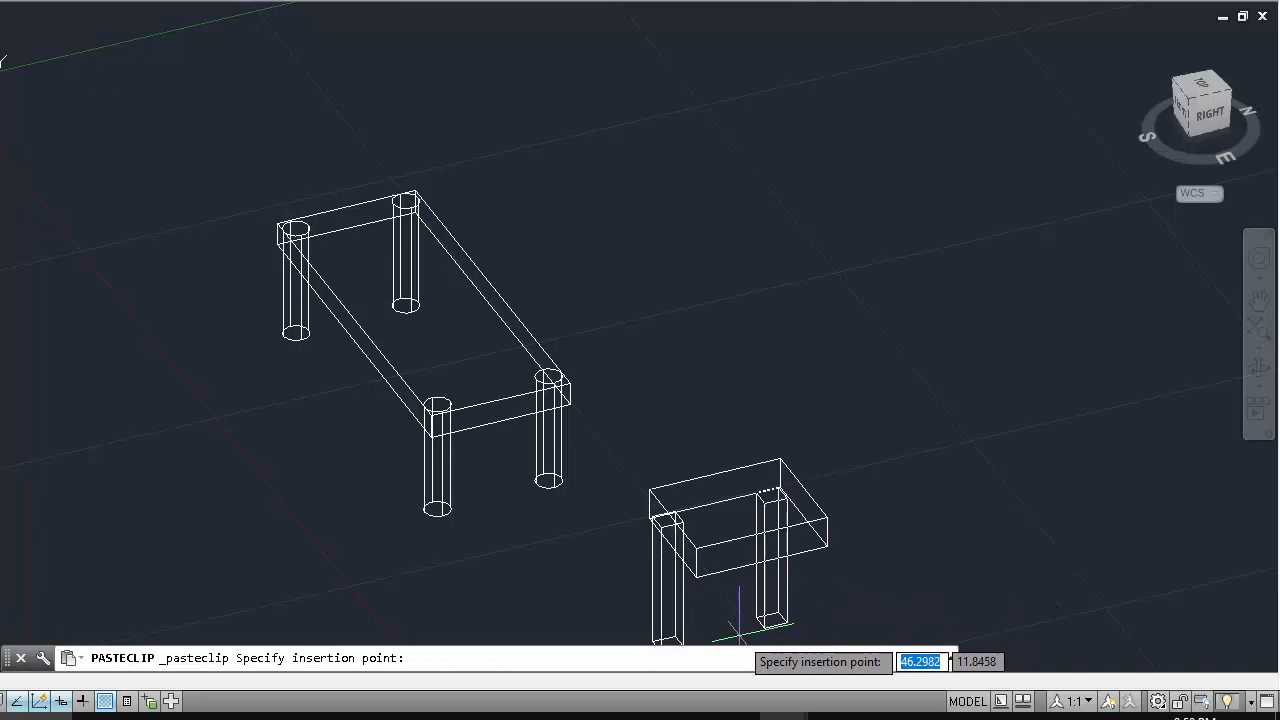 TOP
RIGHT
N
S
E
WCS
PASTECLIP _pasteclip Specify insertion point:
Specify insertion point: 46.2982 11.8458
MODEL 1:1